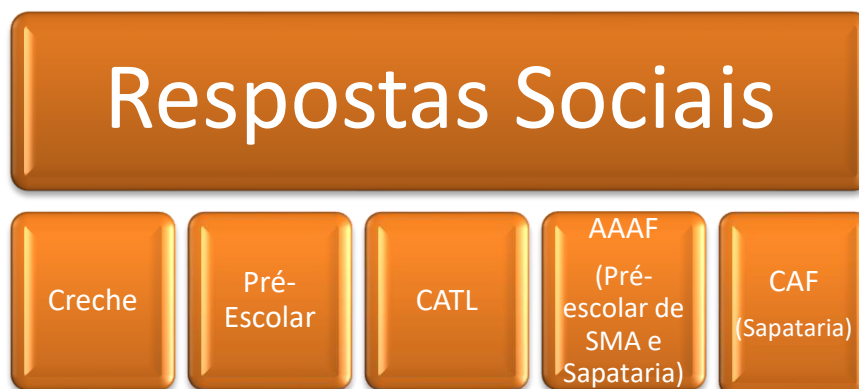 Respostas Sociais
Creche
Pré-
Escolar
CATL
AAAF
(Pré-
escolar de
SMA e
Sapataria)
CAF
(Sapataria)